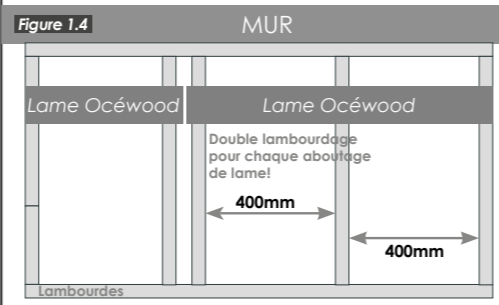 Figure 1.4
MUR
Lame Océwood
Lame Océwood
Double lambourdage
pour chaque aboutage
de lame!
400mm
400mm
Lambourdes